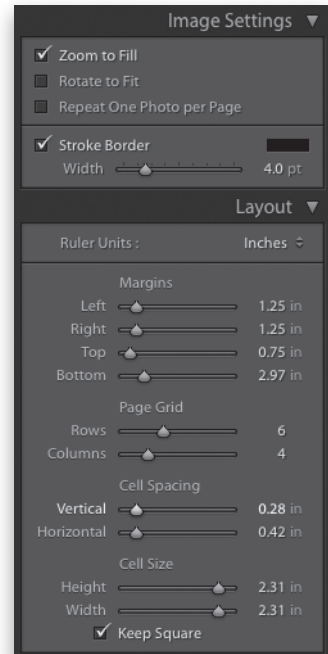 Image Settings ▼
Zoom to Fill
Rotate to Fit
Repeat One Photo per Page
Stroke Border
Width 4.0 pt
Layout ▼
Ruler Units : Inches
Margins
Left 1.25 in
Right 1.25 in
Top 0.75 in
Bottom 2.97 in
Page Grid
Rows 6
Columns 4
Cell Spacing
Vertical 0.28 in
Horizontal 0.42 in
Cell Size
Height 2.31 in
Width 2.31 in
Keep Square